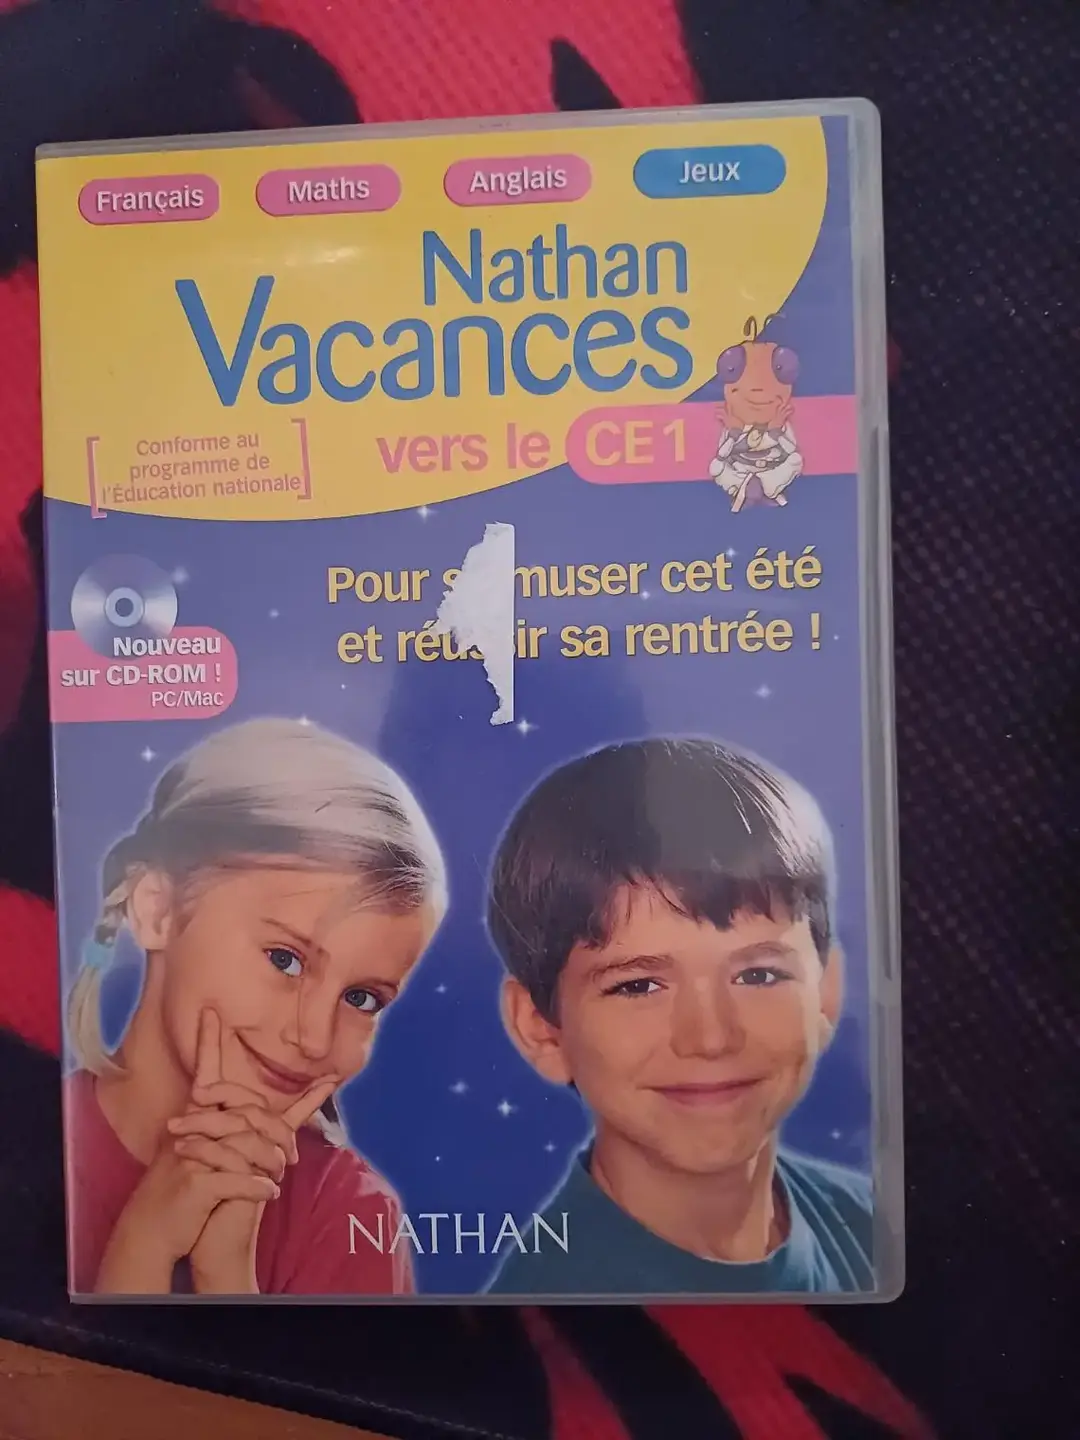 Français
Maths
Anglais
Jeux
Nathan
Vacances
Conforme au
programme de
l'Éducation nationale
vers le CE1
Pour cet été
et sa rentrée !
Nouveau
sur CD-ROM !
PC/Mac
NATHAN